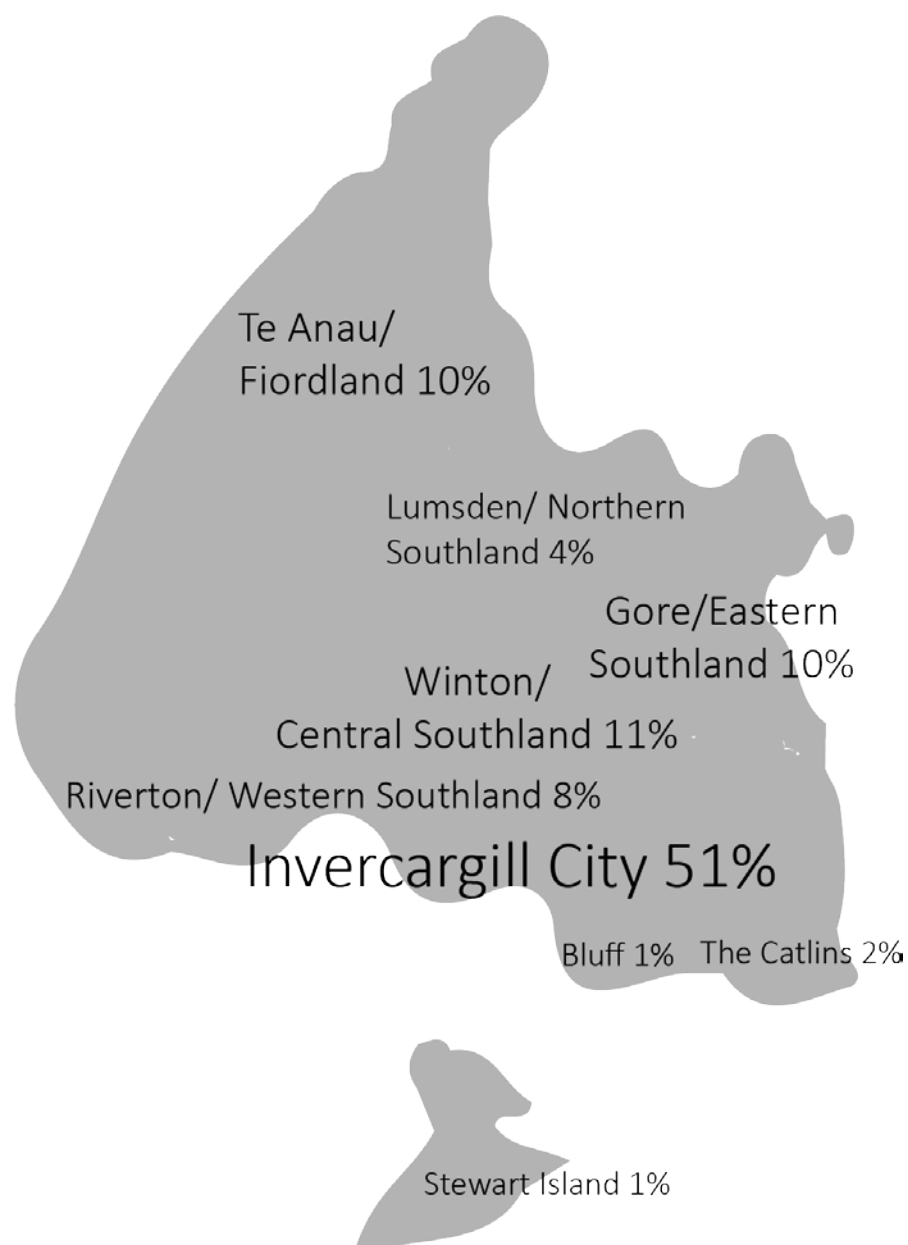 Te Anau/
Fiordland 10%
Lumsden/ Northern
Southland 4%
Gore/Eastern
Southland 10%
Winton/
Central Southland 11%
Riverton/ Western Southland 8%
Invercargill City 51%
Bluff 1%
The Catlins 2%
Stewart Island 1%